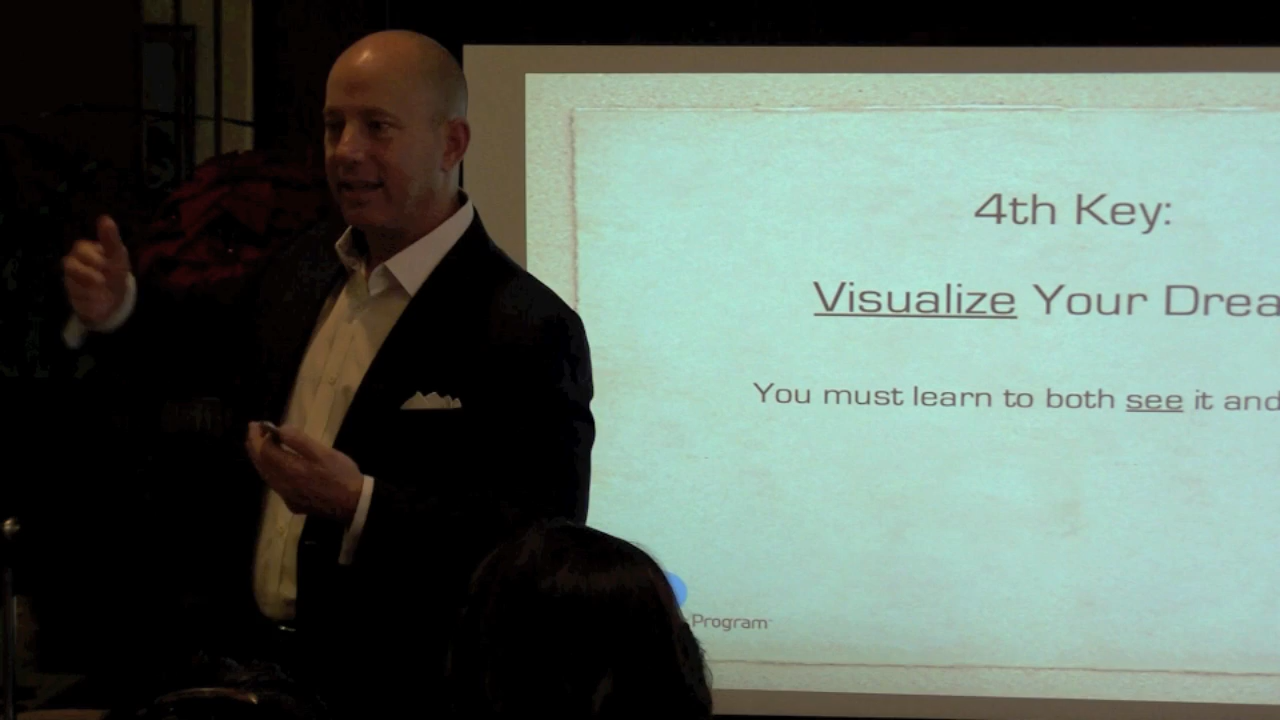 4th Key:
Visualize Your Drea
You must learn to both see it and
Program